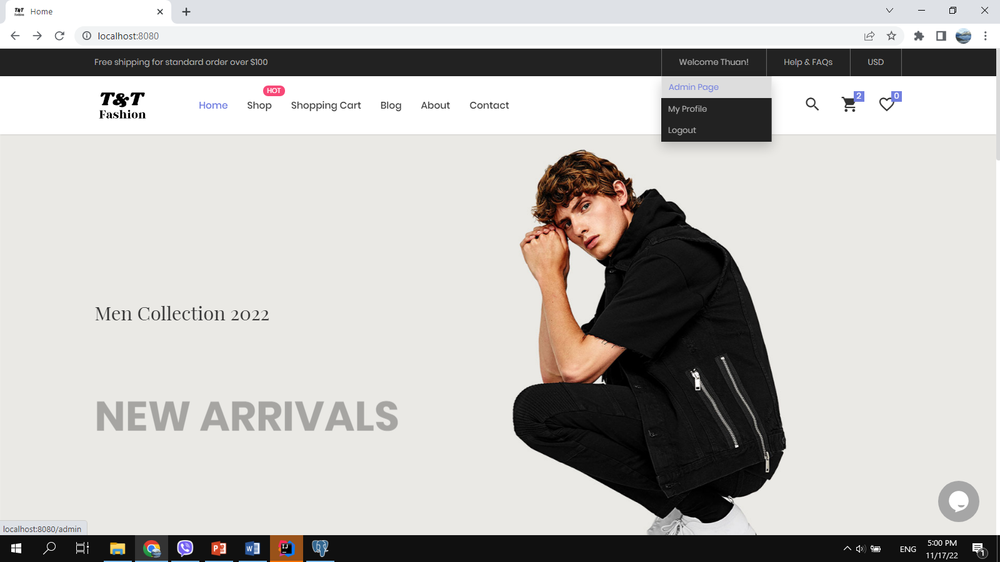 T&T Fashion Home
localhost:8080
Free shipping for standard order over $100 Welcome Thuan! Help & FAQs USD
Admin Page
My Profile
Logout
T&T
Fashion
HOT
Home Shop Shopping Cart Blog About Contact 2 0
Men Collection 2022
NEW ARRIVALS
localhost:8080/admin
P W IJ ENG 5:00 PM
11/17/22 1